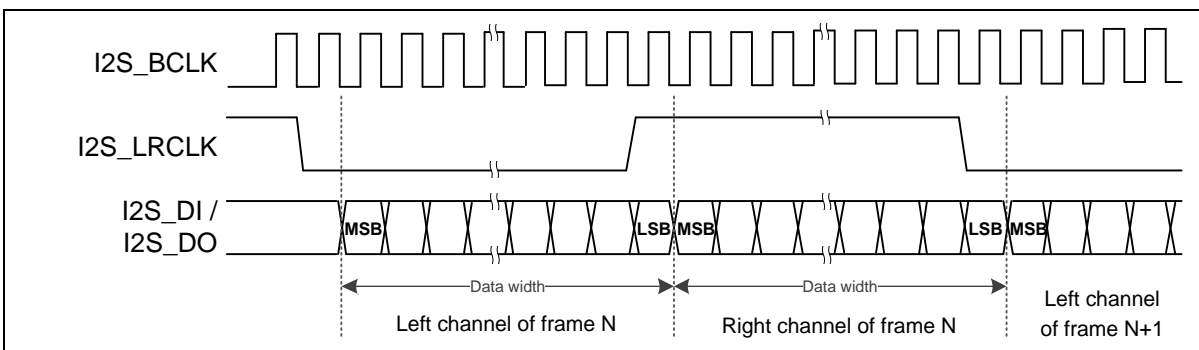 I2S_BCLK
I2S_LRCLK
I2S_DI /
I2S_DO
MSB LSB MSB LSB MSB
Data width Data width
Left channel of frame N
Right channel of frame N
Left channel
of frame N+1